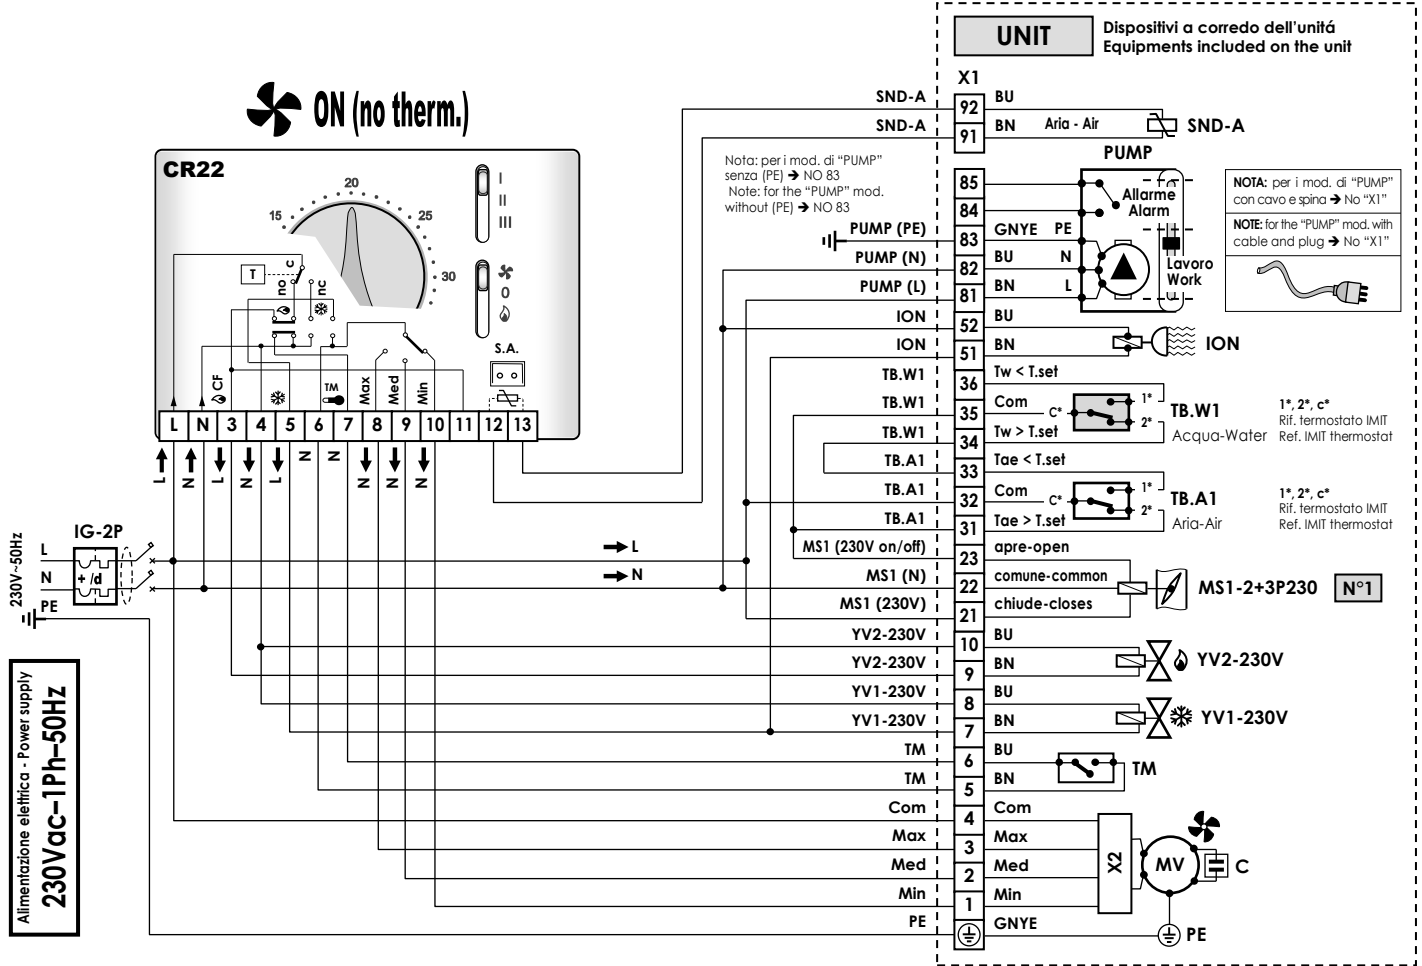 UNIT
Dispositivi a corredo dell'unitá
Equipments included on the unit
X1
ON (no therm.)
CR22
15
20
25
30
I
II
III
0
S.A.
T
c
no
nc
CF
TM
Max
Med
Min
L N 3 4 5 6 7 8 9 10 11 12 13
L N L N L N N N N N
IG-2P
230V~50Hz
L
N
PE
+ /d
L
N
Alimentazione elettrica - Power supply
230Vac–1Ph–50Hz
Nota: per i mod. di “PUMP”
senza (PE) ➔ NO 83
Note: for the “PUMP” mod.
without (PE) ➔ NO 83
SND-A 92 BU
SND-A 91 BN
Aria - Air
SND-A
PUMP
85
84
PUMP (PE) 83 GNYE PE
PUMP (N) 82 BU N
PUMP (L) 81 BN L
Allarme
Alarm
Lavoro
Work
NOTA: per i mod. di “PUMP”
con cavo e spina ➔ No “X1”
NOTE: for the “PUMP” mod. with
cable and plug ➔ No “X1”
ION 52 BU
ION 51 BN
ION
TB.W1 36 Tw < T.set
TB.W1 35 Com C*
TB.W1 34 Tw > T.set
1*
2*
TB.W1
Acqua-Water
1*, 2*, c*
Rif. termostato IMIT
Ref. IMIT thermostat
TB.A1 33 Tae < T.set
TB.A1 32 Com C*
TB.A1 31 Tae > T.set
1*
2*
TB.A1
Aria-Air
1*, 2*, c*
Rif. termostato IMIT
Ref. IMIT thermostat
MS1 (230V on/off) 23 apre-open
MS1 (N) 22 comune-common
MS1 (230V) 21 chiude-closes
MS1-2+3P230
N°1
YV2-230V 10 BU
YV2-230V 9 BN
YV2-230V
YV1-230V 8 BU
YV1-230V 7 BN
YV1-230V
TM 6 BU
TM 5 BN
TM
Com 4 Com
Max 3 Max
Med 2 Med
Min 1 Min
X2
MV
C
PE GNYE
PE